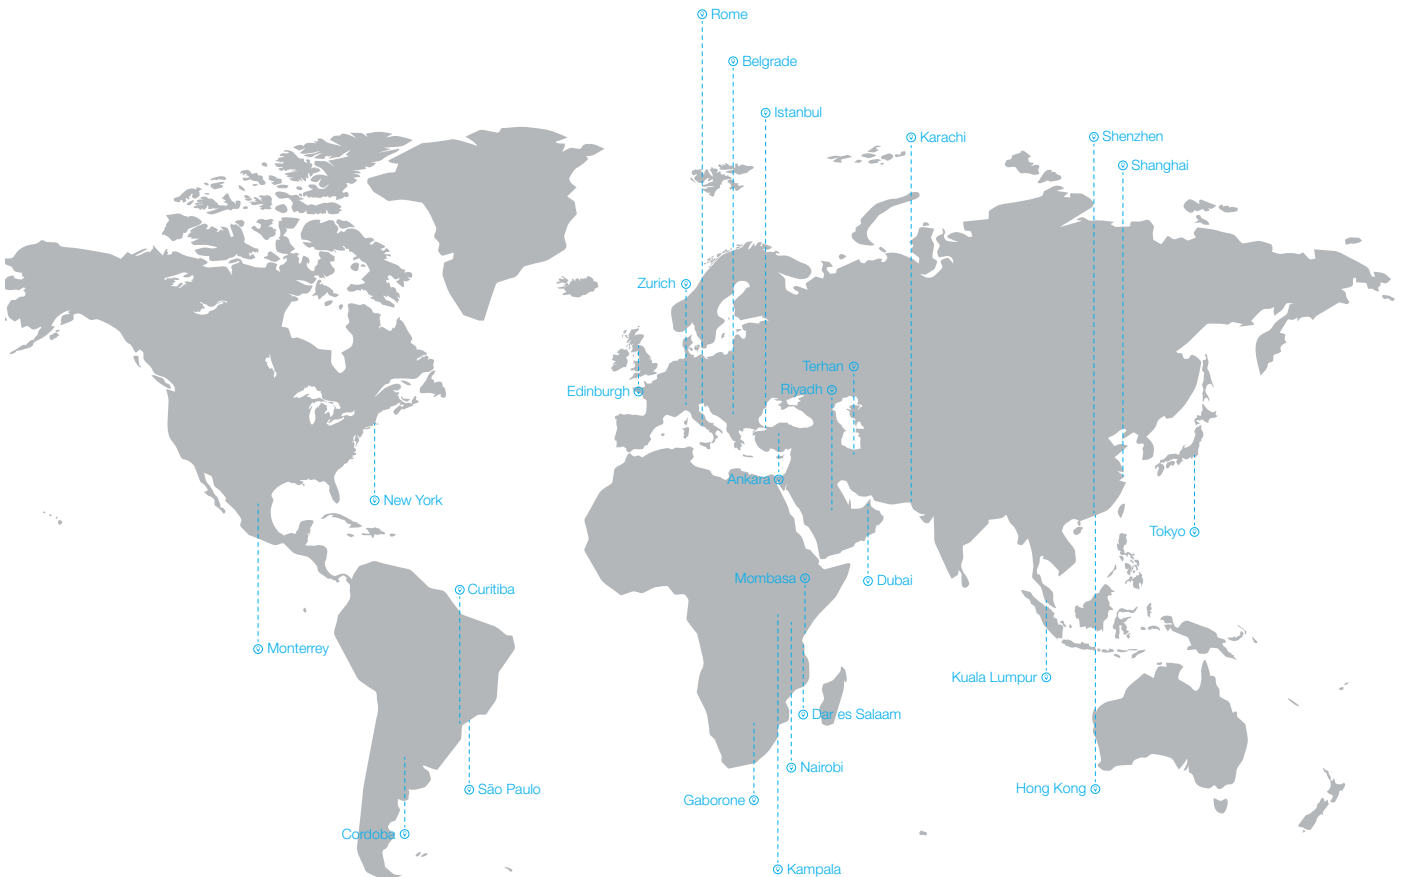 Rome
Belgrade
Istanbul
Karachi
Shenzhen
Shanghai
Zurich
Terhan
Riyadh
Edinburgh
Ankara
New York
Tokyo
Mombasa
Dubai
Curitiba
Monterrey
Kuala Lumpur
Dar es Salaam
Nairobi
Hong Kong
São Paulo
Gaborone
Cordoba
Kampala